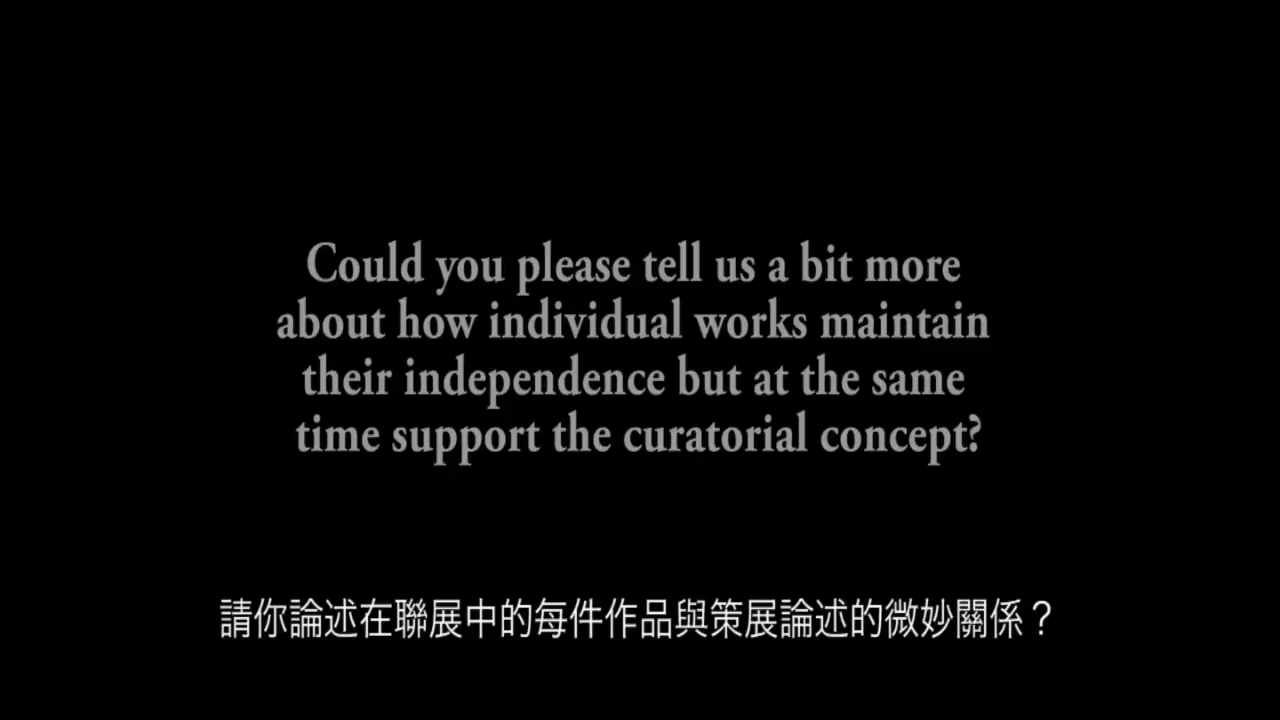 Could you please tell us a bit more
about how individual works maintain
their independence but at the same
time support the curatorial concept?
請你論述在聯展中的每件作品與策展論述的微妙關係？